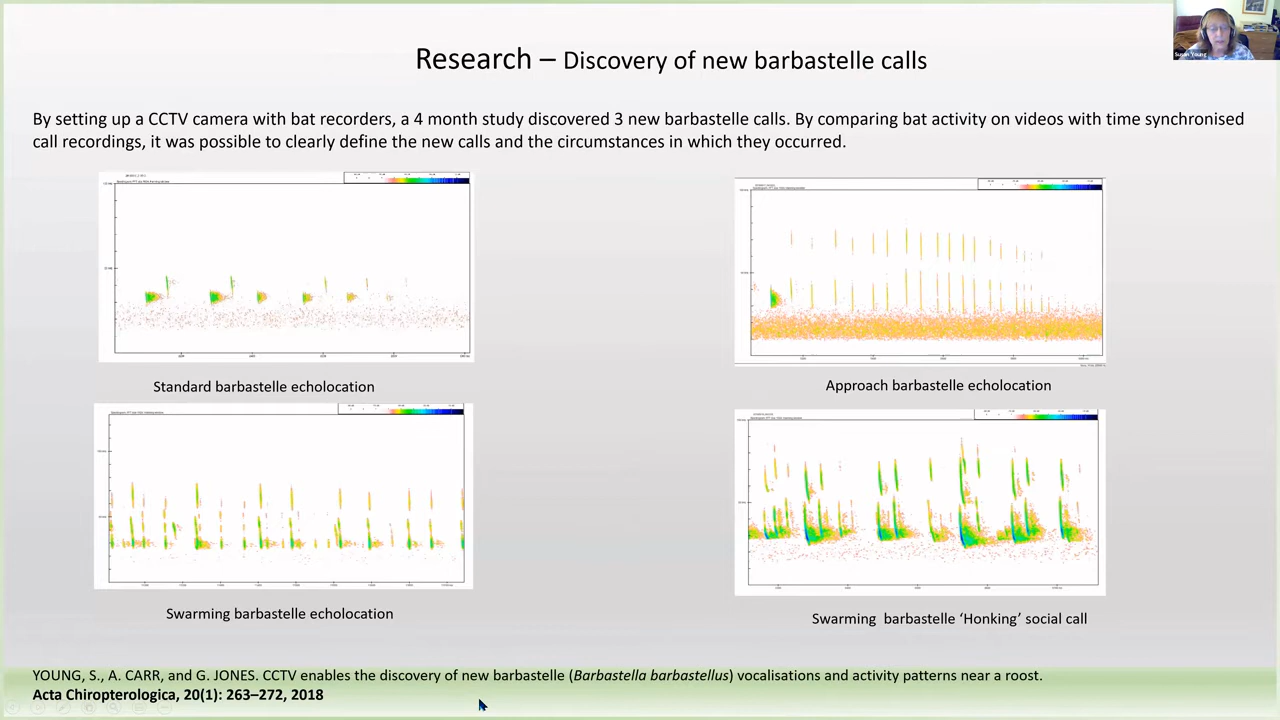 Research – Discovery of new barbastelle calls
Susan Young
By setting up a CCTV camera with bat recorders, a 4 month study discovered 3 new barbastelle calls. By comparing bat activity on videos with time synchronised
call recordings, it was possible to clearly define the new calls and the circumstances in which they occurred.
Standard barbastelle echolocation
Approach barbastelle echolocation
Swarming barbastelle echolocation
Swarming barbastelle ‘Honking’ social call
YOUNG, S., A. CARR, and G. JONES. CCTV enables the discovery of new barbastelle (Barbastella barbastellus) vocalisations and activity patterns near a roost.
Acta Chiropterologica, 20(1): 263–272, 2018